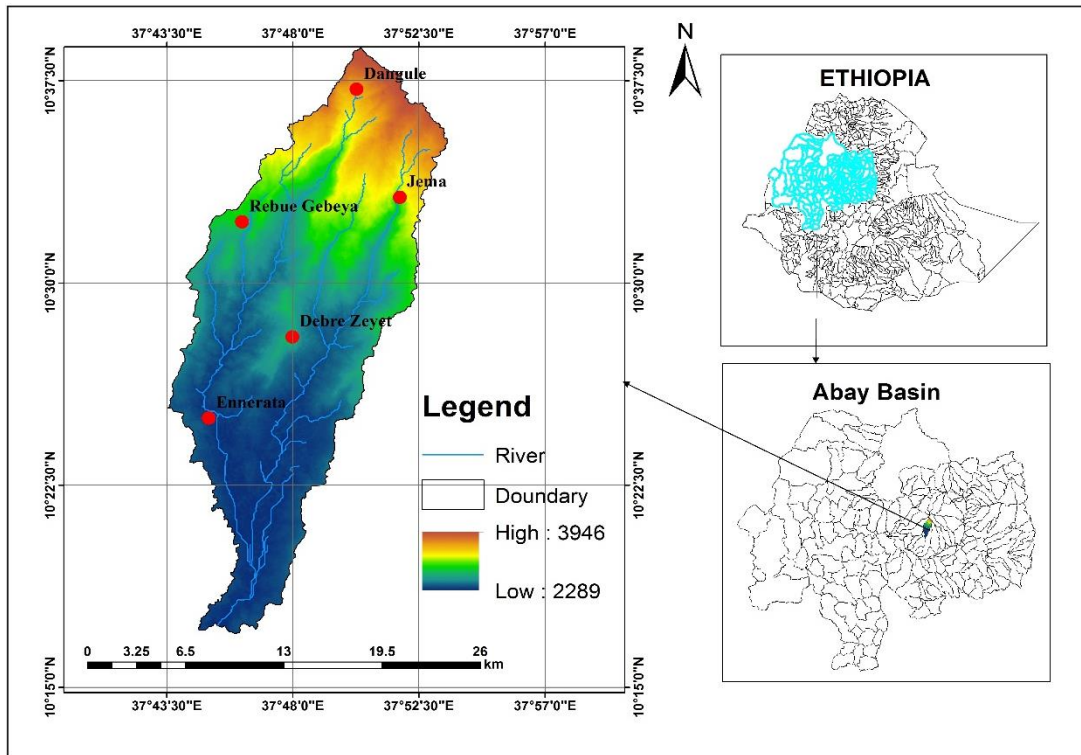 37°43'30"E 37°48'0"E 37°52'30"E 37°57'0"E
N
ETHIOPIA
10°37'30"N
10°37'30"N
Dangule
Jema
Rebue Gebeya
10°30'0"N
10°30'0"N
Debre Zeyet
Abay Basin
Ennerata
Legend
River
Doundary
High : 3946
Low : 2289
10°22'30"N
10°22'30"N
0 3.25 6.5 13 19.5 26
km
10°15'0"N
10°15'0"N
37°43'30"E 37°48'0"E 37°52'30"E 37°57'0"E